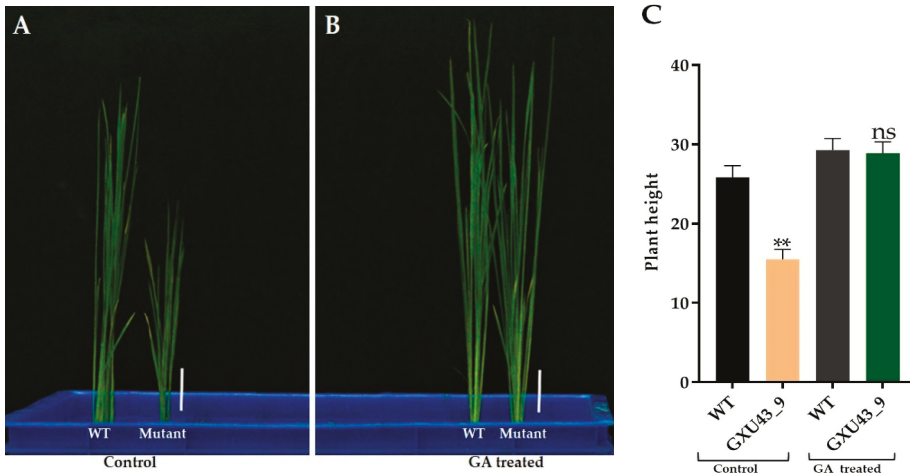 A
WT
Mutant
Control
B
WT
Mutant
GA treated
C
Plant height
40
30
20
10
0
**
ns
WT
GXU43_9
WT
GXU43_9
Control
GA treated